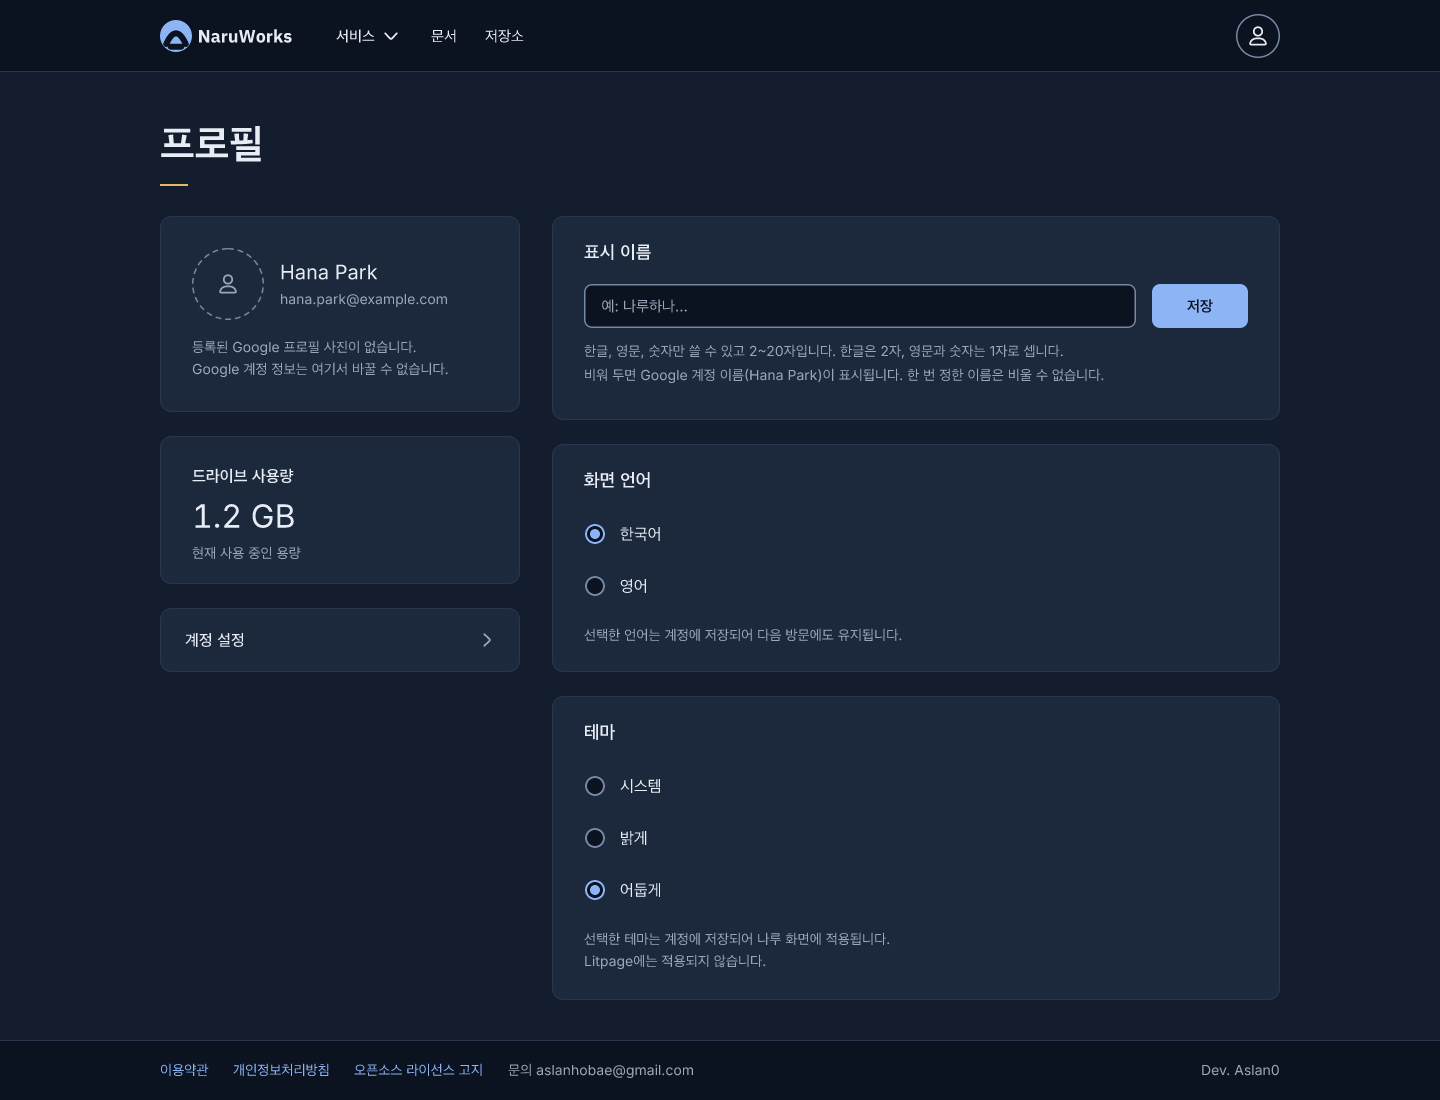 NaruWorks
서비스
문서
저장소
프로필
Hana Park
hana.park@example.com
등록된 Google 프로필 사진이 없습니다.
Google 계정 정보는 여기서 바꿀 수 없습니다.
드라이브 사용량
1.2 GB
현재 사용 중인 용량
계정 설정
표시 이름
예: 나루하나...
저장
한글, 영문, 숫자만 쓸 수 있고 2~20자입니다. 한글은 2자, 영문과 숫자는 1자로 셉니다.
비워 두면 Google 계정 이름(Hana Park)이 표시됩니다. 한 번 정한 이름은 비울 수 없습니다.
화면 언어
한국어
영어
선택한 언어는 계정에 저장되어 다음 방문에도 유지됩니다.
테마
시스템
밝게
어둡게
선택한 테마는 계정에 저장되어 나루 화면에 적용됩니다.
Litpage에는 적용되지 않습니다.
이용약관
개인정보처리방침
오픈소스 라이선스 고지
문의 aslanhobae@gmail.com
Dev. Aslan0